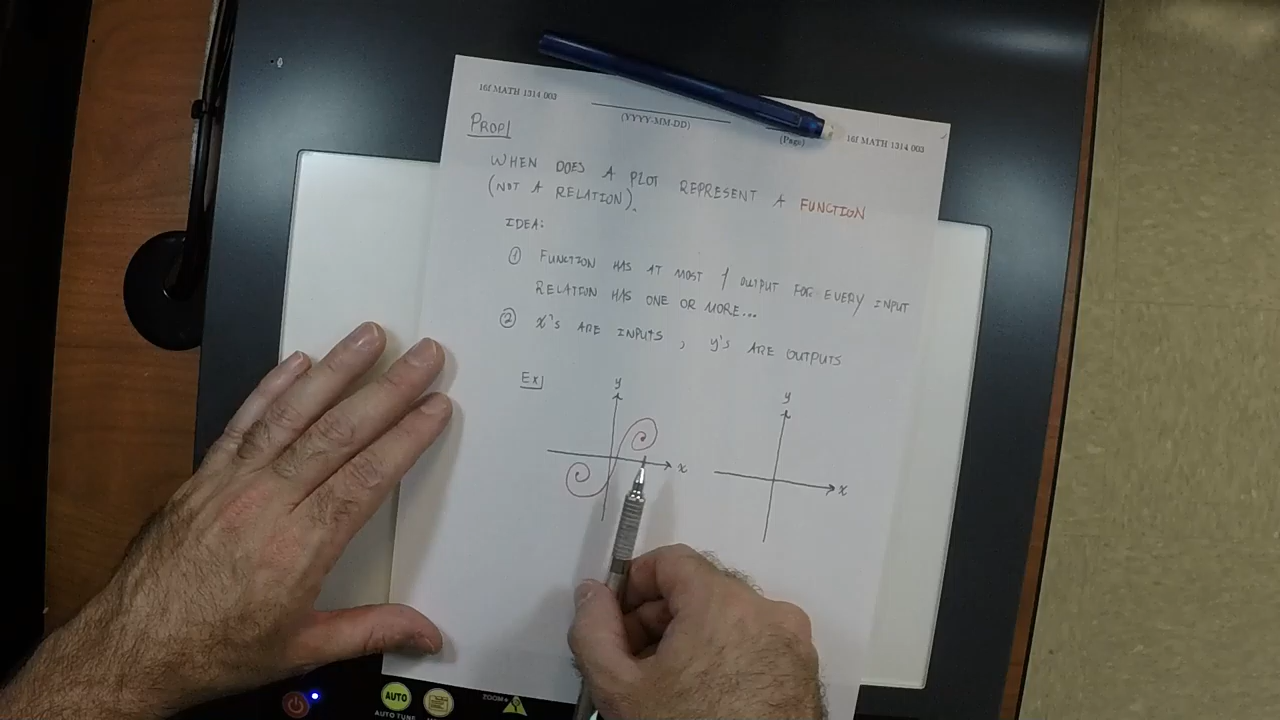 16f MATH 1314 003
(YYYY-MM-DD)
(Page)
16f MATH 1314 003
PROP|
WHEN DOES A PLOT REPRESENT A FUNCTION
(NOT A RELATION).
IDEA:
① FUNCTION HAS AT MOST 1 OUTPUT FOR EVERY INPUT
RELATION HAS ONE OR MORE...
② x's ARE INPUTS, y's ARE OUTPUTS
Ex|
y
x
y
x
AUTO
AUTO TUNE
ZOOM+